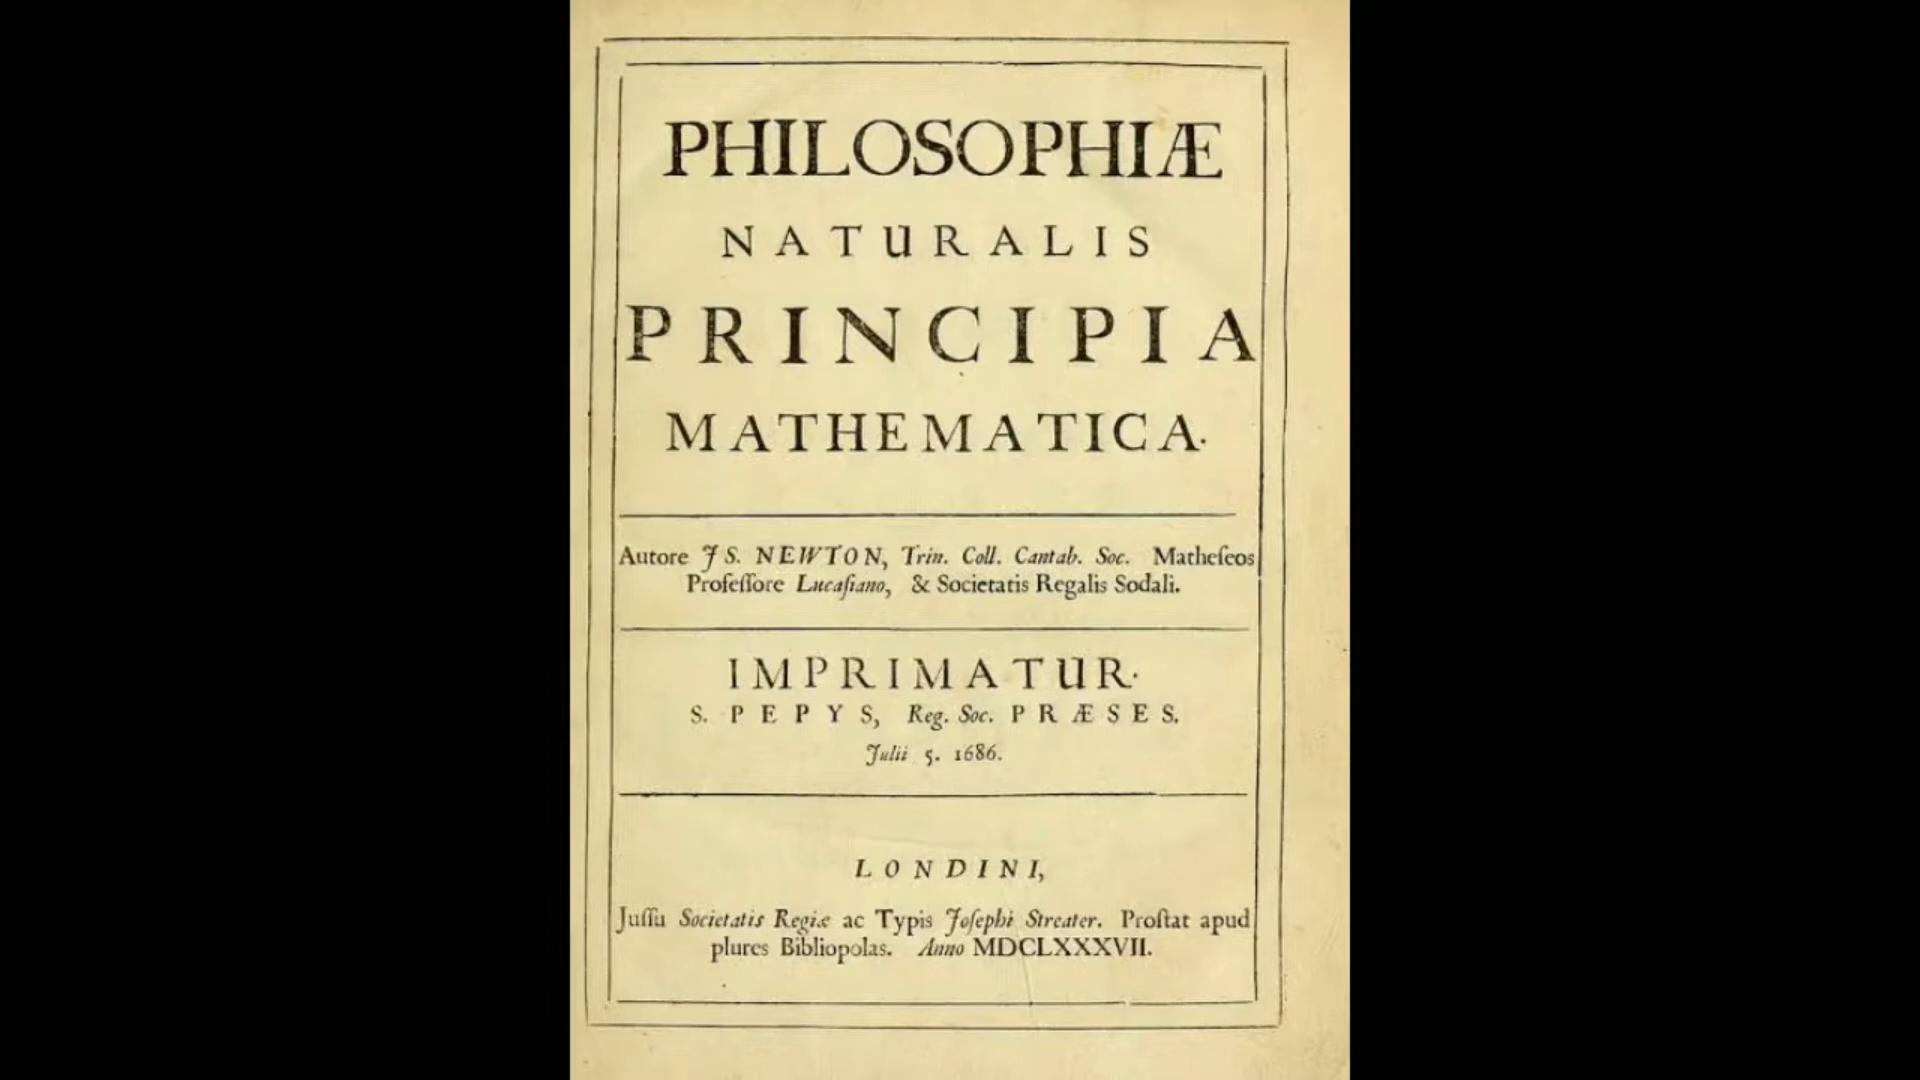 PHILOSOPHIÆ
NATURALIS
PRINCIPIA
MATHEMATICA.
Autore JS. NEWTON, Trin. Coll. Cantab. Soc. Matheſeos
Profeſſore Lucaſiano, & Societatis Regalis Sodali.
IMPRIMATUR.
S. PEPYS, Reg. Soc. PRÆSES.
Julii 5. 1686.
LONDINI,
Juſſu Societatis Regiæ ac Typis Joſephi Streater. Proſtat apud
plures Bibliopolas. Anno MDCLXXXVII.